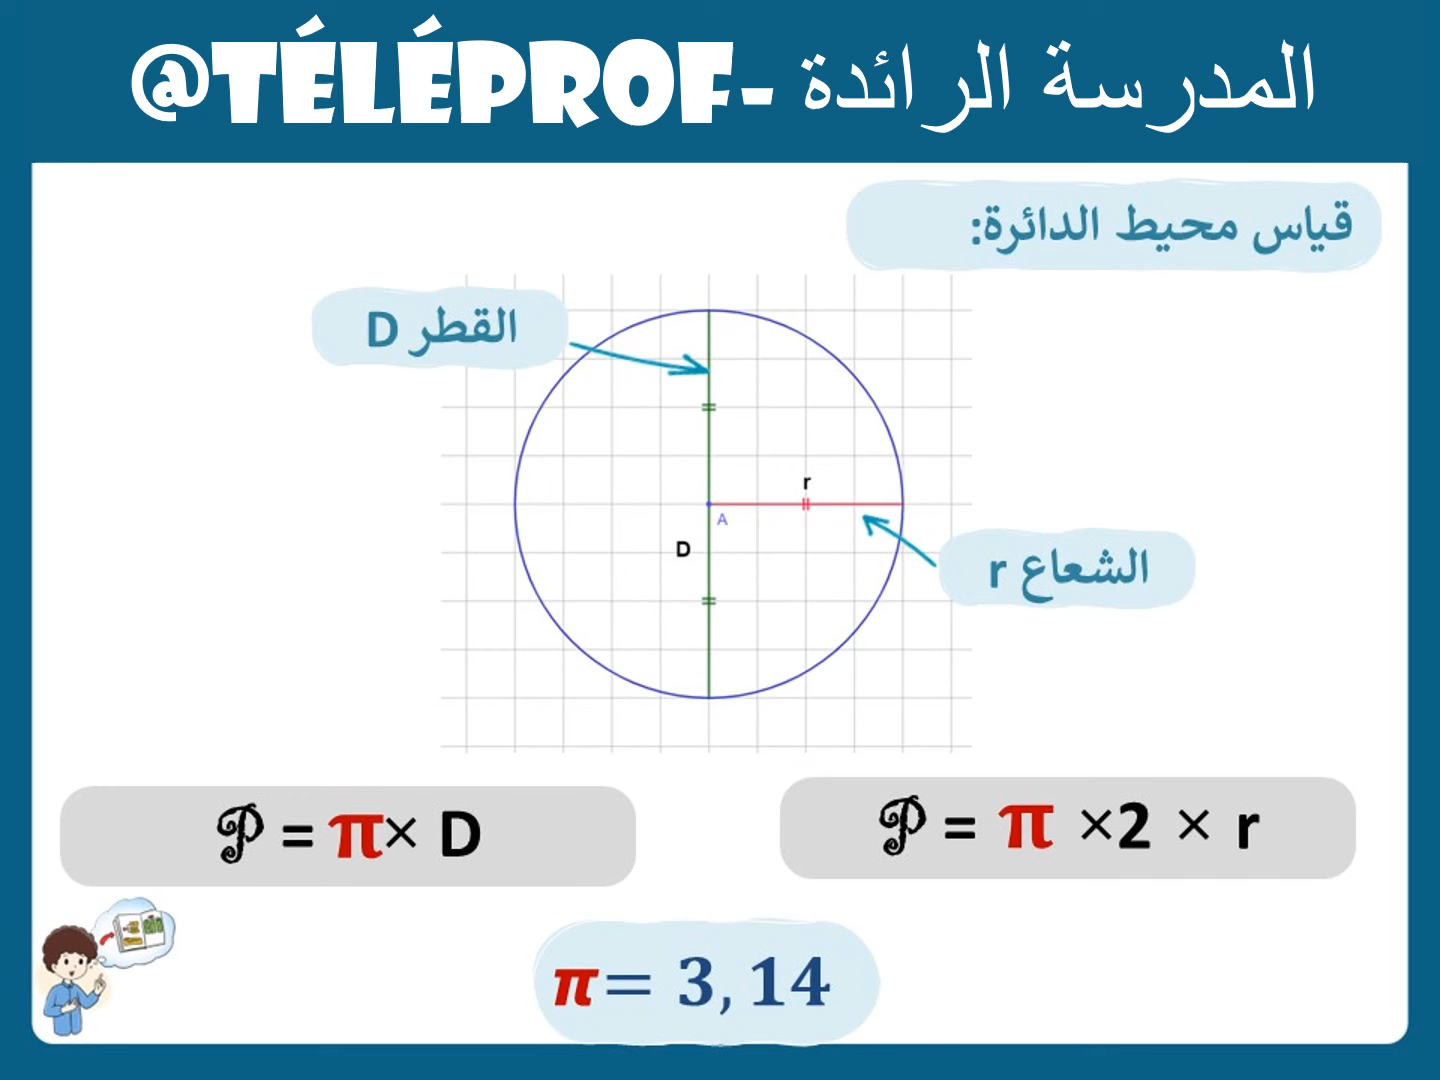 @TÉLÉPROF- المدرسة الرائدة
قياس محيط الدائرة:
القطر D
r
A
D
الشعاع r
𝒫 = π× D
𝒫 = π ×2 × r
π= 3,14